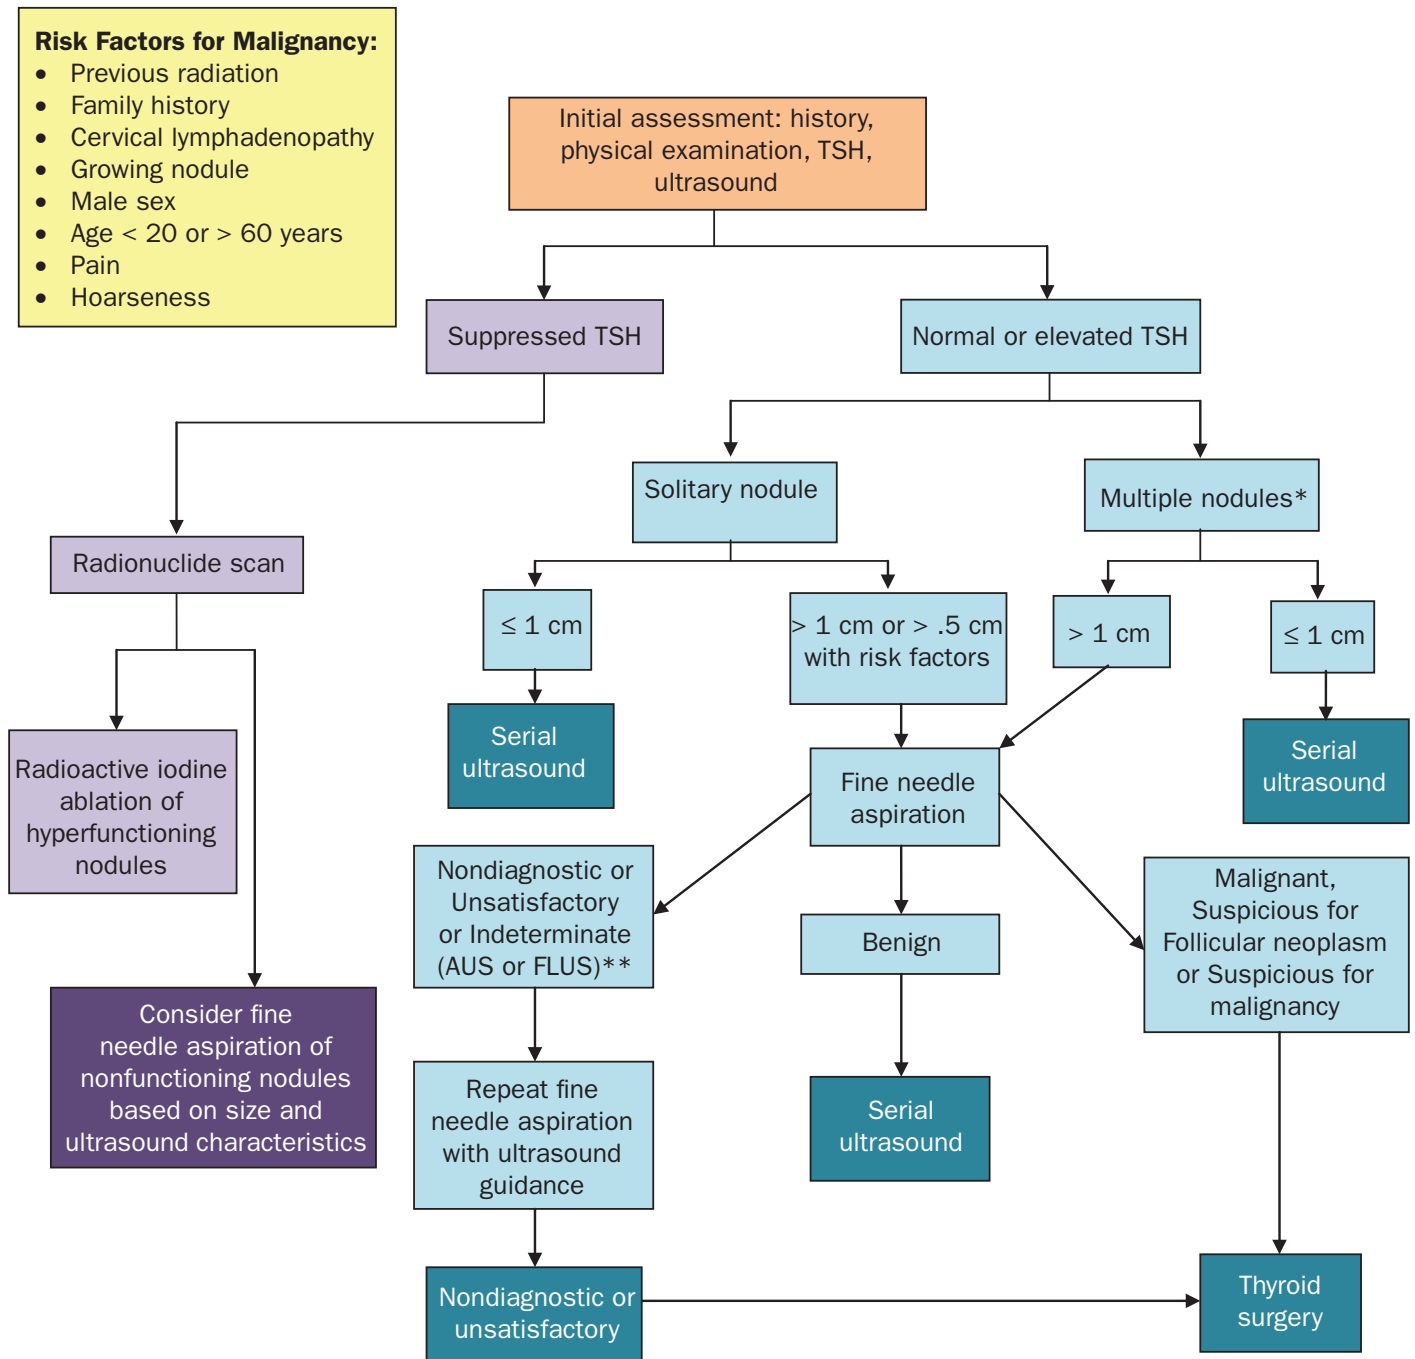 Risk Factors for Malignancy:
• Previous radiation
• Family history
• Cervical lymphadenopathy
• Growing nodule
• Male sex
• Age < 20 or > 60 years
• Pain
• Hoarseness
Initial assessment: history,
physical examination, TSH,
ultrasound
Suppressed TSH
Normal or elevated TSH
Solitary nodule
Multiple nodules*
Radionuclide scan
≤ 1 cm
> 1 cm or > .5 cm
with risk factors
> 1 cm
≤ 1 cm
Serial
ultrasound
Serial
ultrasound
Radioactive iodine
ablation of
hyperfunctioning
nodules
Fine needle
aspiration
Nondiagnostic or
Unsatisfactory
or Indeterminate
(AUS or FLUS)**
Benign
Malignant,
Suspicious for
Follicular neoplasm
or Suspicious for
malignancy
Consider fine
needle aspiration of
nonfunctioning nodules
based on size and
ultrasound characteristics
Repeat fine
needle aspiration
with ultrasound
guidance
Serial
ultrasound
Nondiagnostic or
unsatisfactory
Thyroid
surgery